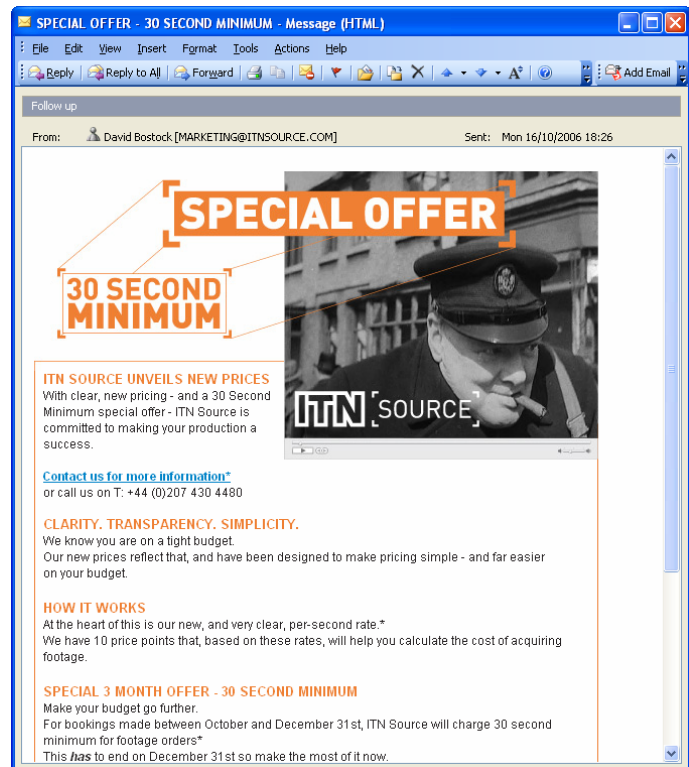 SPECIAL OFFER - 30 SECOND MINIMUM - Message (HTML)
File Edit View Insert Format Tools Actions Help
Reply Reply to All Forward Add Email
Follow up
From: David Bostock [MARKETING@ITNSOURCE.COM] Sent: Mon 16/10/2006 18:26
SPECIAL OFFER
30 SECOND
MINIMUM
ITN [SOURCE]
ITN SOURCE UNVEILS NEW PRICES
With clear, new pricing - and a 30 Second
Minimum special offer - ITN Source is
committed to making your production a
success.
Contact us for more information*
or call us on T: +44 (0)207 430 4480
CLARITY. TRANSPARENCY. SIMPLICITY.
We know you are on a tight budget.
Our new prices reflect that, and have been designed to make pricing simple - and far easier
on your budget.
HOW IT WORKS
At the heart of this is our new, and very clear, per-second rate.*
We have 10 price points that, based on these rates, will help you calculate the cost of acquiring
footage.
SPECIAL 3 MONTH OFFER - 30 SECOND MINIMUM
Make your budget go further.
For bookings made between October and December 31st, ITN Source will charge 30 second
minimum for footage orders*
This has to end on December 31st so make the most of it now.